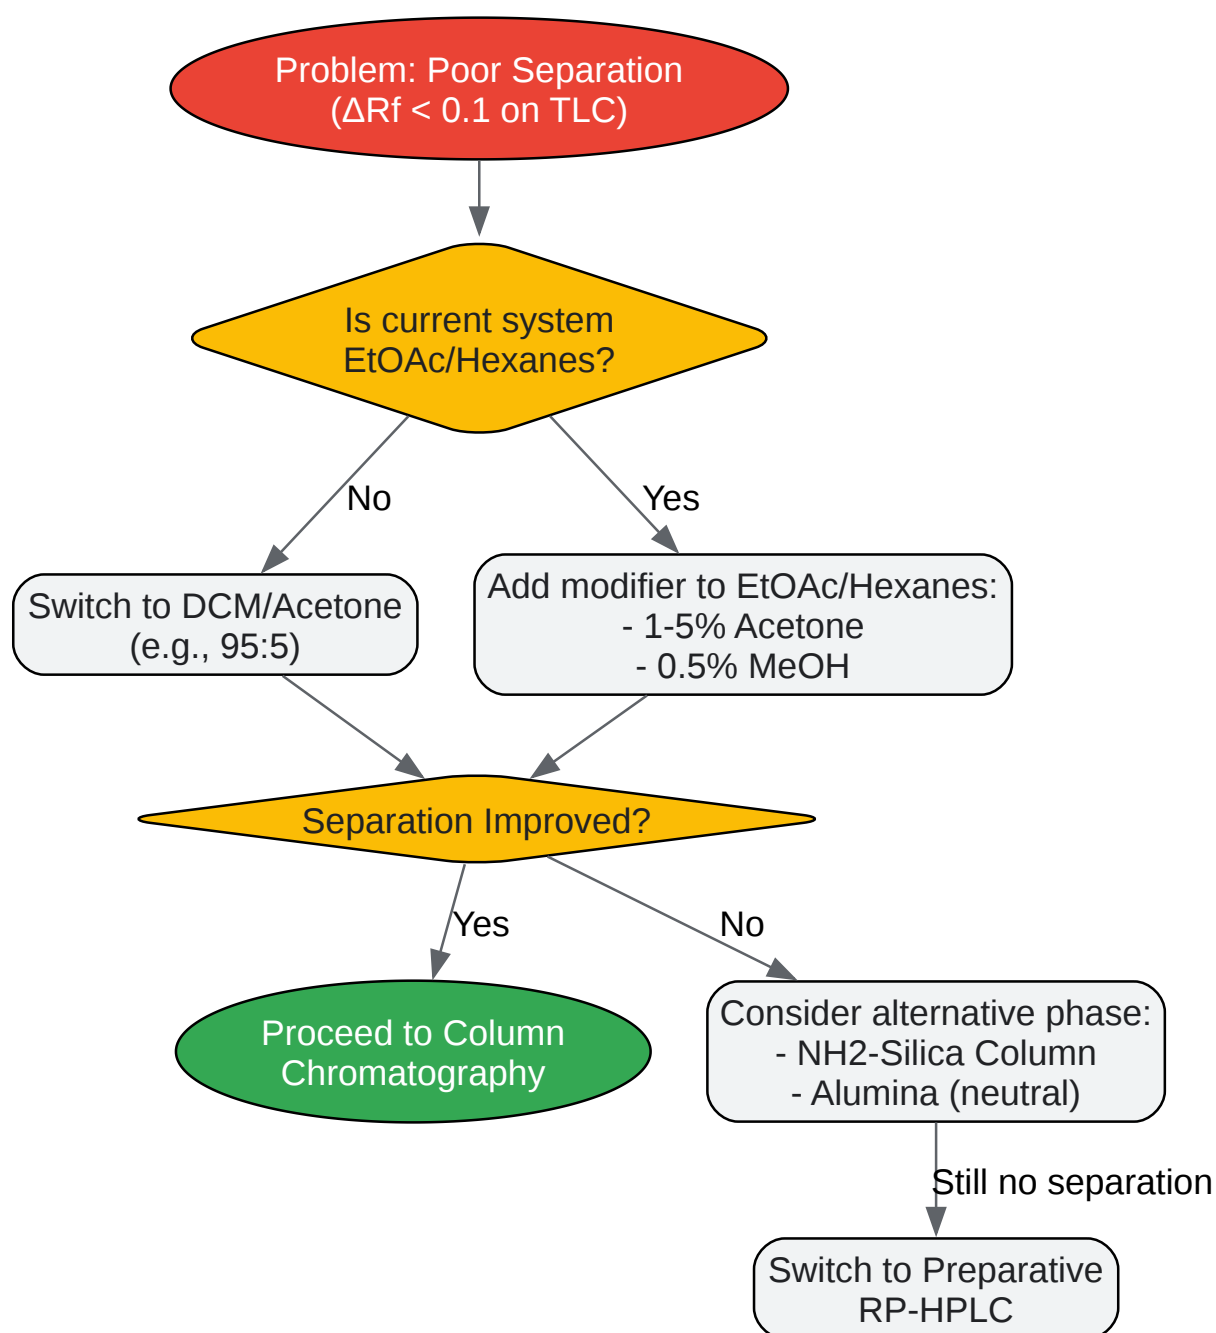 Problem: Poor Separation
(ΔRf < 0.1 on TLC)
Is current system
EtOAc/Hexanes?
No
Yes
Switch to DCM/Acetone
(e.g., 95:5)
Add modifier to EtOAc/Hexanes:
- 1-5% Acetone
- 0.5% MeOH
Separation Improved?
Yes
No
Proceed to Column
Chromatography
Consider alternative phase:
- NH2-Silica Column
- Alumina (neutral)
Still no separation
Switch to Preparative
RP-HPLC